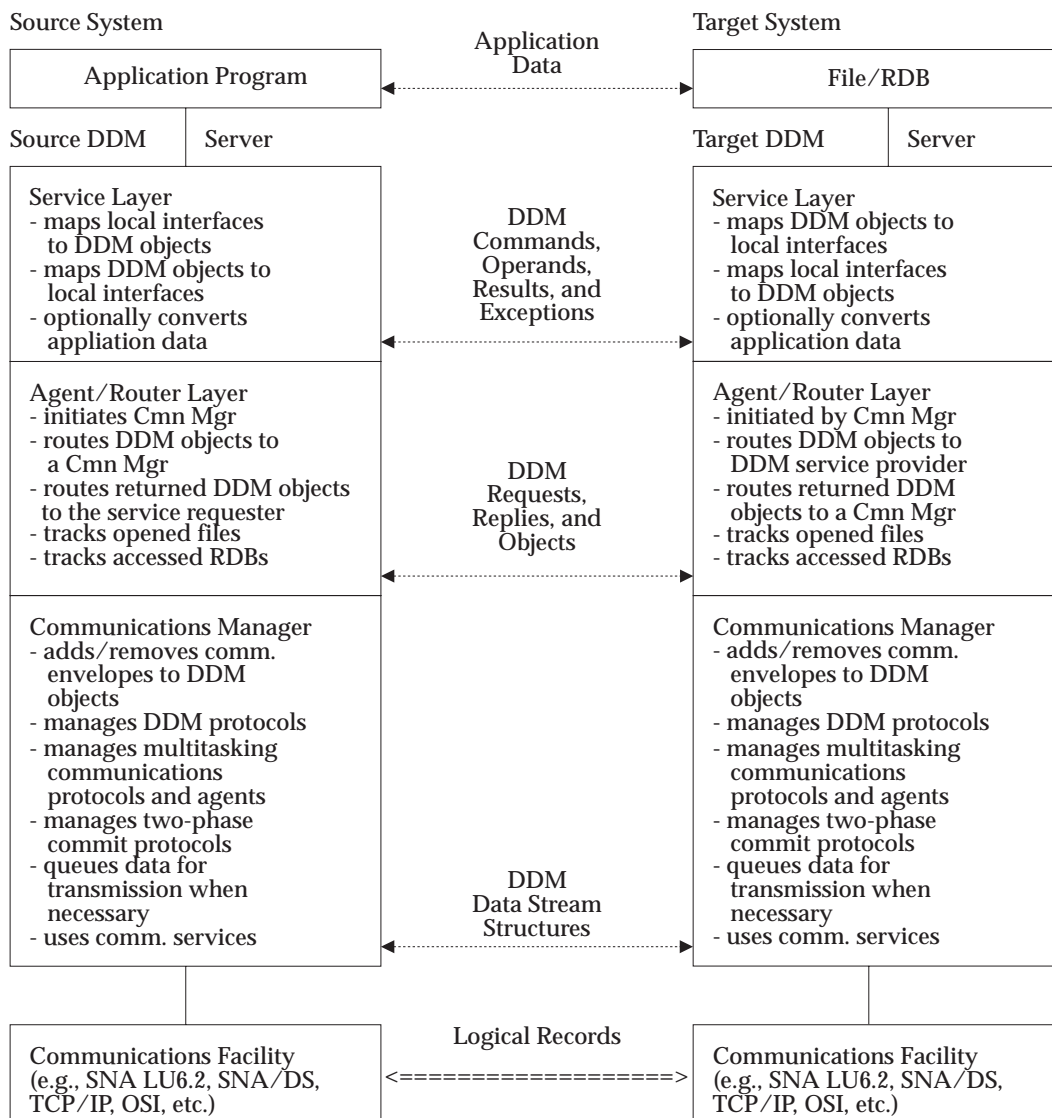 Source System
Application Program
Source DDM
Server
Service Layer
- maps local interfaces
to DDM objects
- maps DDM objects to
local interfaces
- optionally converts
appliation data
Agent/Router Layer
- initiates Cmn Mgr
- routes DDM objects to
a Cmn Mgr
- routes returned DDM objects
to the service requester
- tracks opened files
- tracks accessed RDBs
Communications Manager
- adds/removes comm.
envelopes to DDM
objects
- manages DDM protocols
- manages multitasking
communications
protocols and agents
- manages two-phase
commit protocols
- queues data for
transmission when
necessary
- uses comm. services
Communications Facility
(e.g., SNA LU6.2, SNA/DS,
TCP/IP, OSI, etc.)
Application
Data
DDM
Commands,
Operands,
Results, and
Exceptions
DDM
Requests,
Replies, and
Objects
DDM
Data Stream
Structures
Logical Records
<====================>
Target System
File/RDB
Target DDM
Server
Service Layer
- maps DDM objects to
local interfaces
- maps local interfaces
to DDM objects
- optionally converts
application data
Agent/Router Layer
- initiated by Cmn Mgr
- routes DDM objects to
DDM service provider
- routes returned DDM
objects to a Cmn Mgr
- tracks opened files
- tracks accessed RDBs
Communications Manager
- adds/removes comm.
envelopes to DDM
objects
- manages DDM protocols
- manages multitasking
communications
protocols and agents
- manages two-phase
commit protocols
- queues data for
transmission when
necessary
- uses comm. services
Communications Facility
(e.g., SNA LU6.2, SNA/DS,
TCP/IP, OSI, etc.)